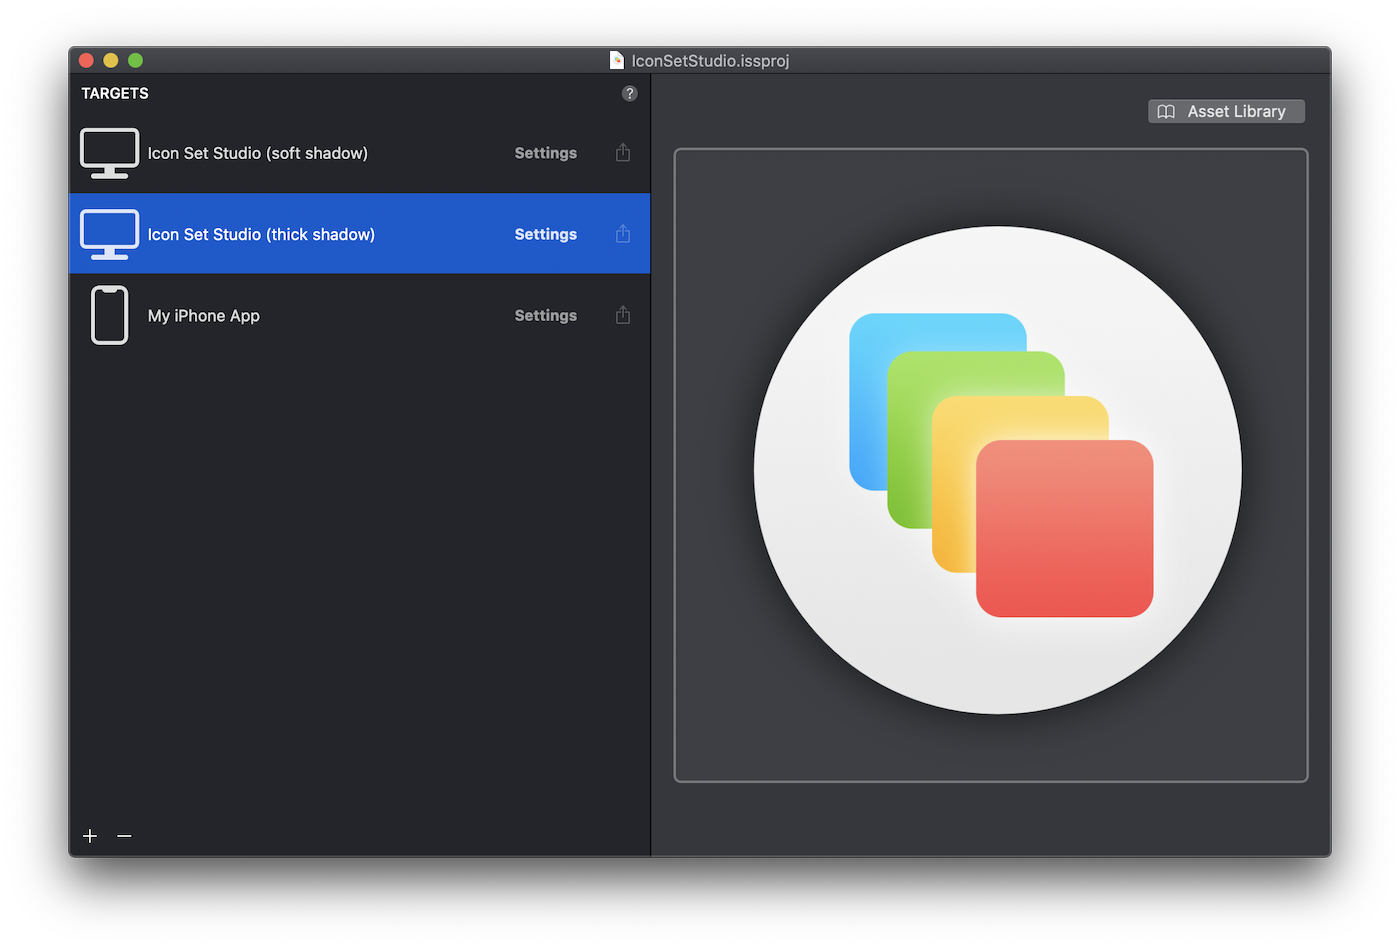 IconSetStudio.issproj
TARGETS
?
Asset Library
Icon Set Studio (soft shadow) Settings
Icon Set Studio (thick shadow) Settings
My iPhone App Settings